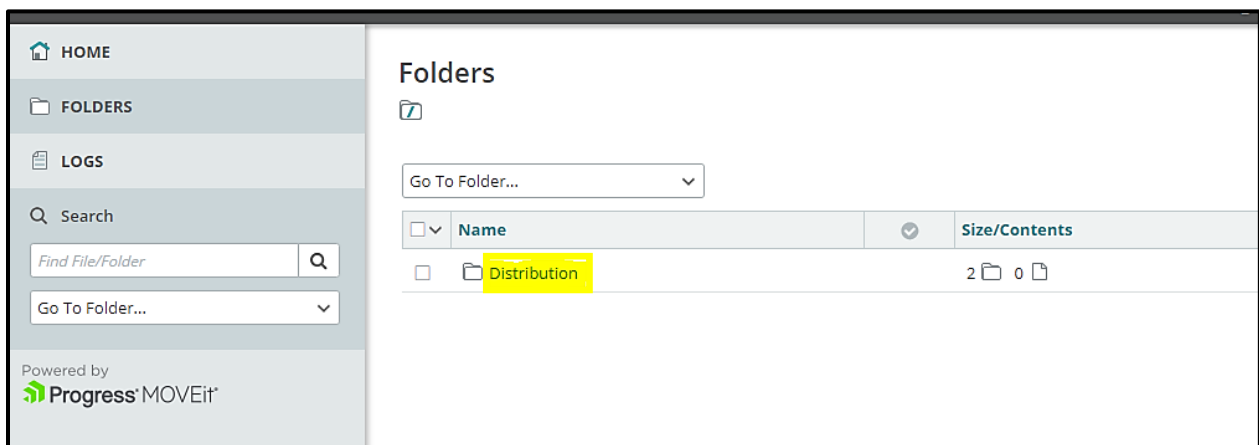 HOME
FOLDERS
LOGS
Search
Find File/Folder
Go To Folder...
Powered by
Progress® MOVEit®
Folders
Go To Folder...
Name Size/Contents
Distribution 2 0